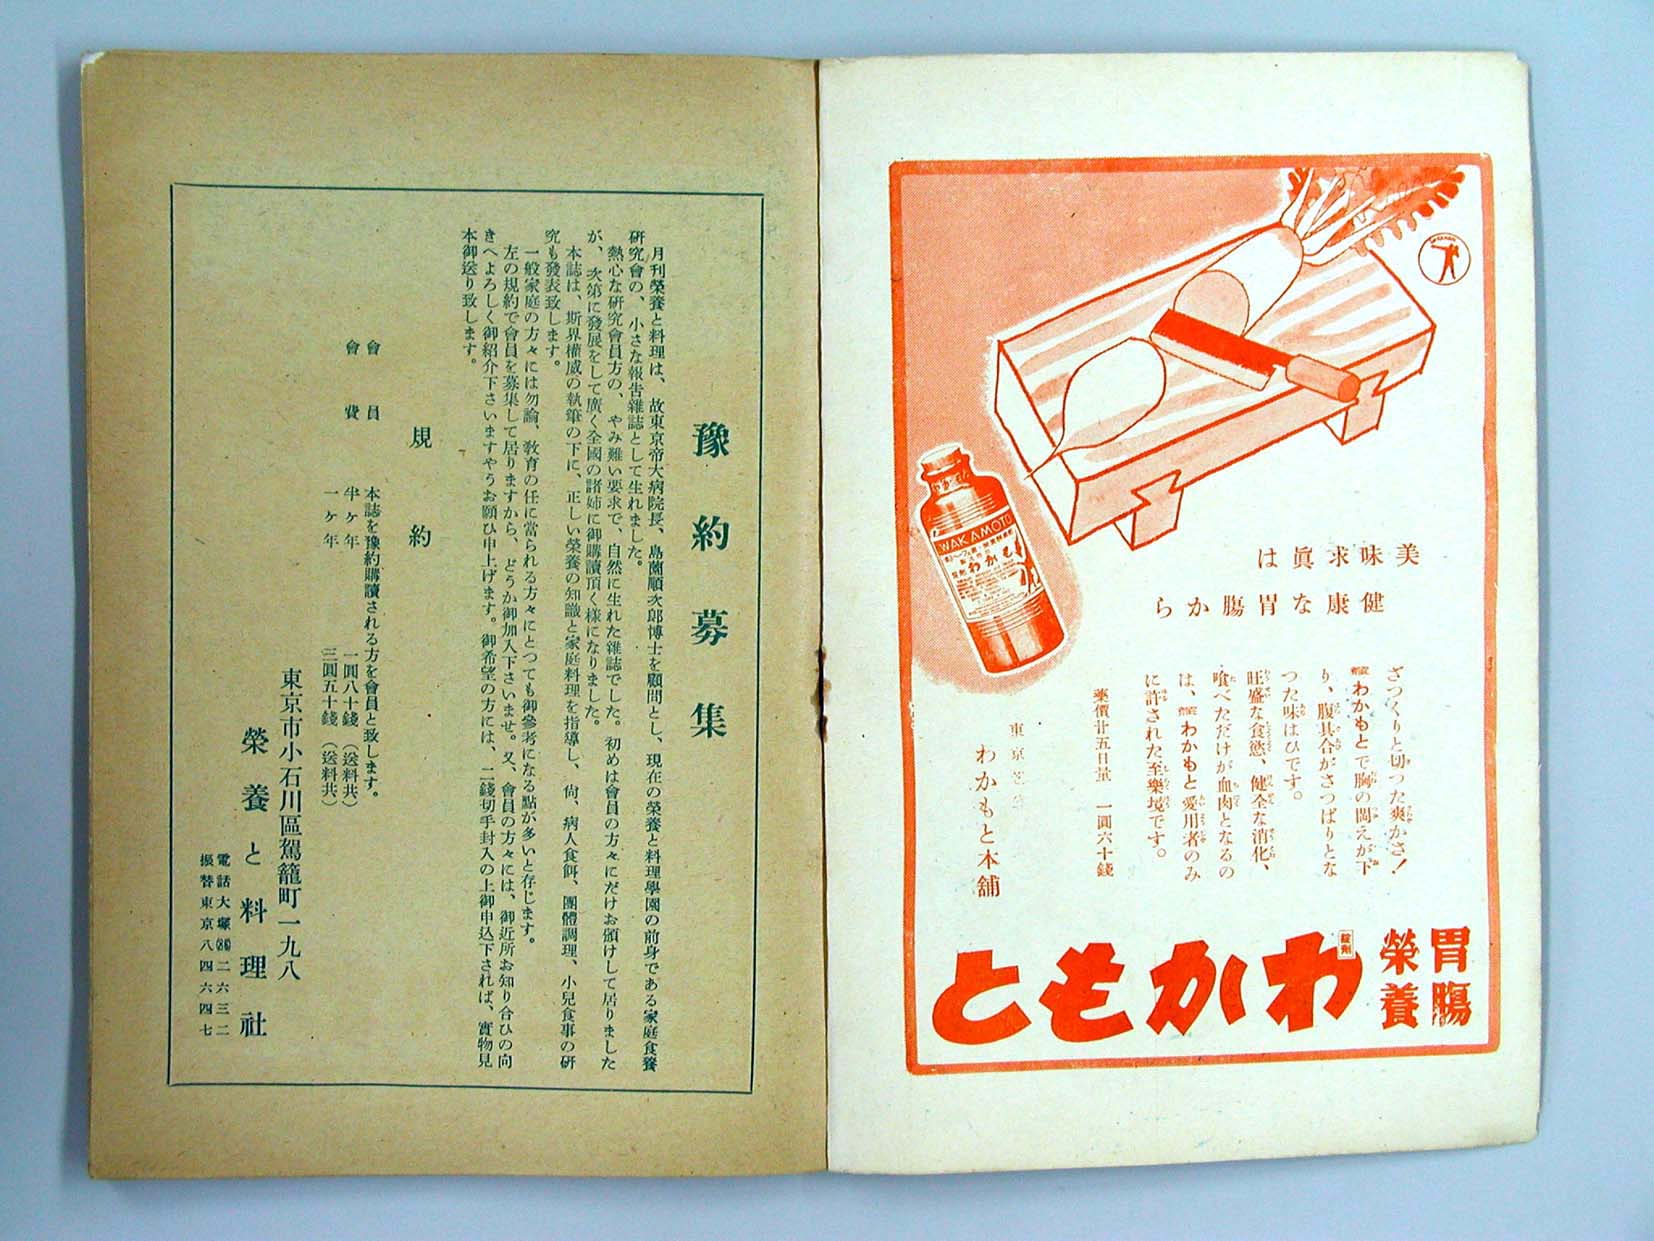 胃腸
榮養
錠剤
わかもと
美味求眞は
健康な胃腸から
ざつくりと切つた爽かさ！
わかもとで胸の悶えが下
り、腹具合がさつぱりとな
つた味はひです。
旺盛な食慾、健全な消化、
喰べただけが血肉となるの
は、わかもと愛用者のみ
に許された至樂境です。
藥價廿五日量　一圓六十錢
東京芝
わかもと本舗
WAKAMOTO
わかもと
豫約募集
月刊榮養と料理は、故東京帝大病院長、島薗順次郎博士を顧問とし、現在の榮養と料理學園の前身である家庭食養
研究會の、小さな報告雜誌として生れました。
熱心な研究會員方の、やみ難い要求で、自然に生れた雜誌でした。初めは會員の方々にだけお頒けして居りました
が、次第に發展をして廣く全國の諸姉に御購讀頂く樣になりました。
本誌は、斯界權威の執筆の下に、正しい榮養の知識と家庭料理を指導し、尙、病人食餌、團體調理、小兒食事の研
究も發表致します。
一般家庭の方々には勿論、敎育の任に當られる方々にとつても御參考になる點が多いと存じます。
左の規約で會員を募集して居りますから、どうか御加入下さいませ。又、會員の方々には、御近所お知り合ひの向
きへよろしく御紹介下さいますやうお願ひ申上げます。御希望の方には、二錢切手封入の上御申込下されば、實物見
本御送り致します。
規約
會員　本誌を豫約購讀される方を會員と致します。
會費　半ヶ年　一圓八十錢（送料共）
一ヶ年　三圓五十錢（送料共）
東京市小石川區駕籠町一九八
榮養と料理社
電話大塚(86)二六三二
振替東京八四六四七